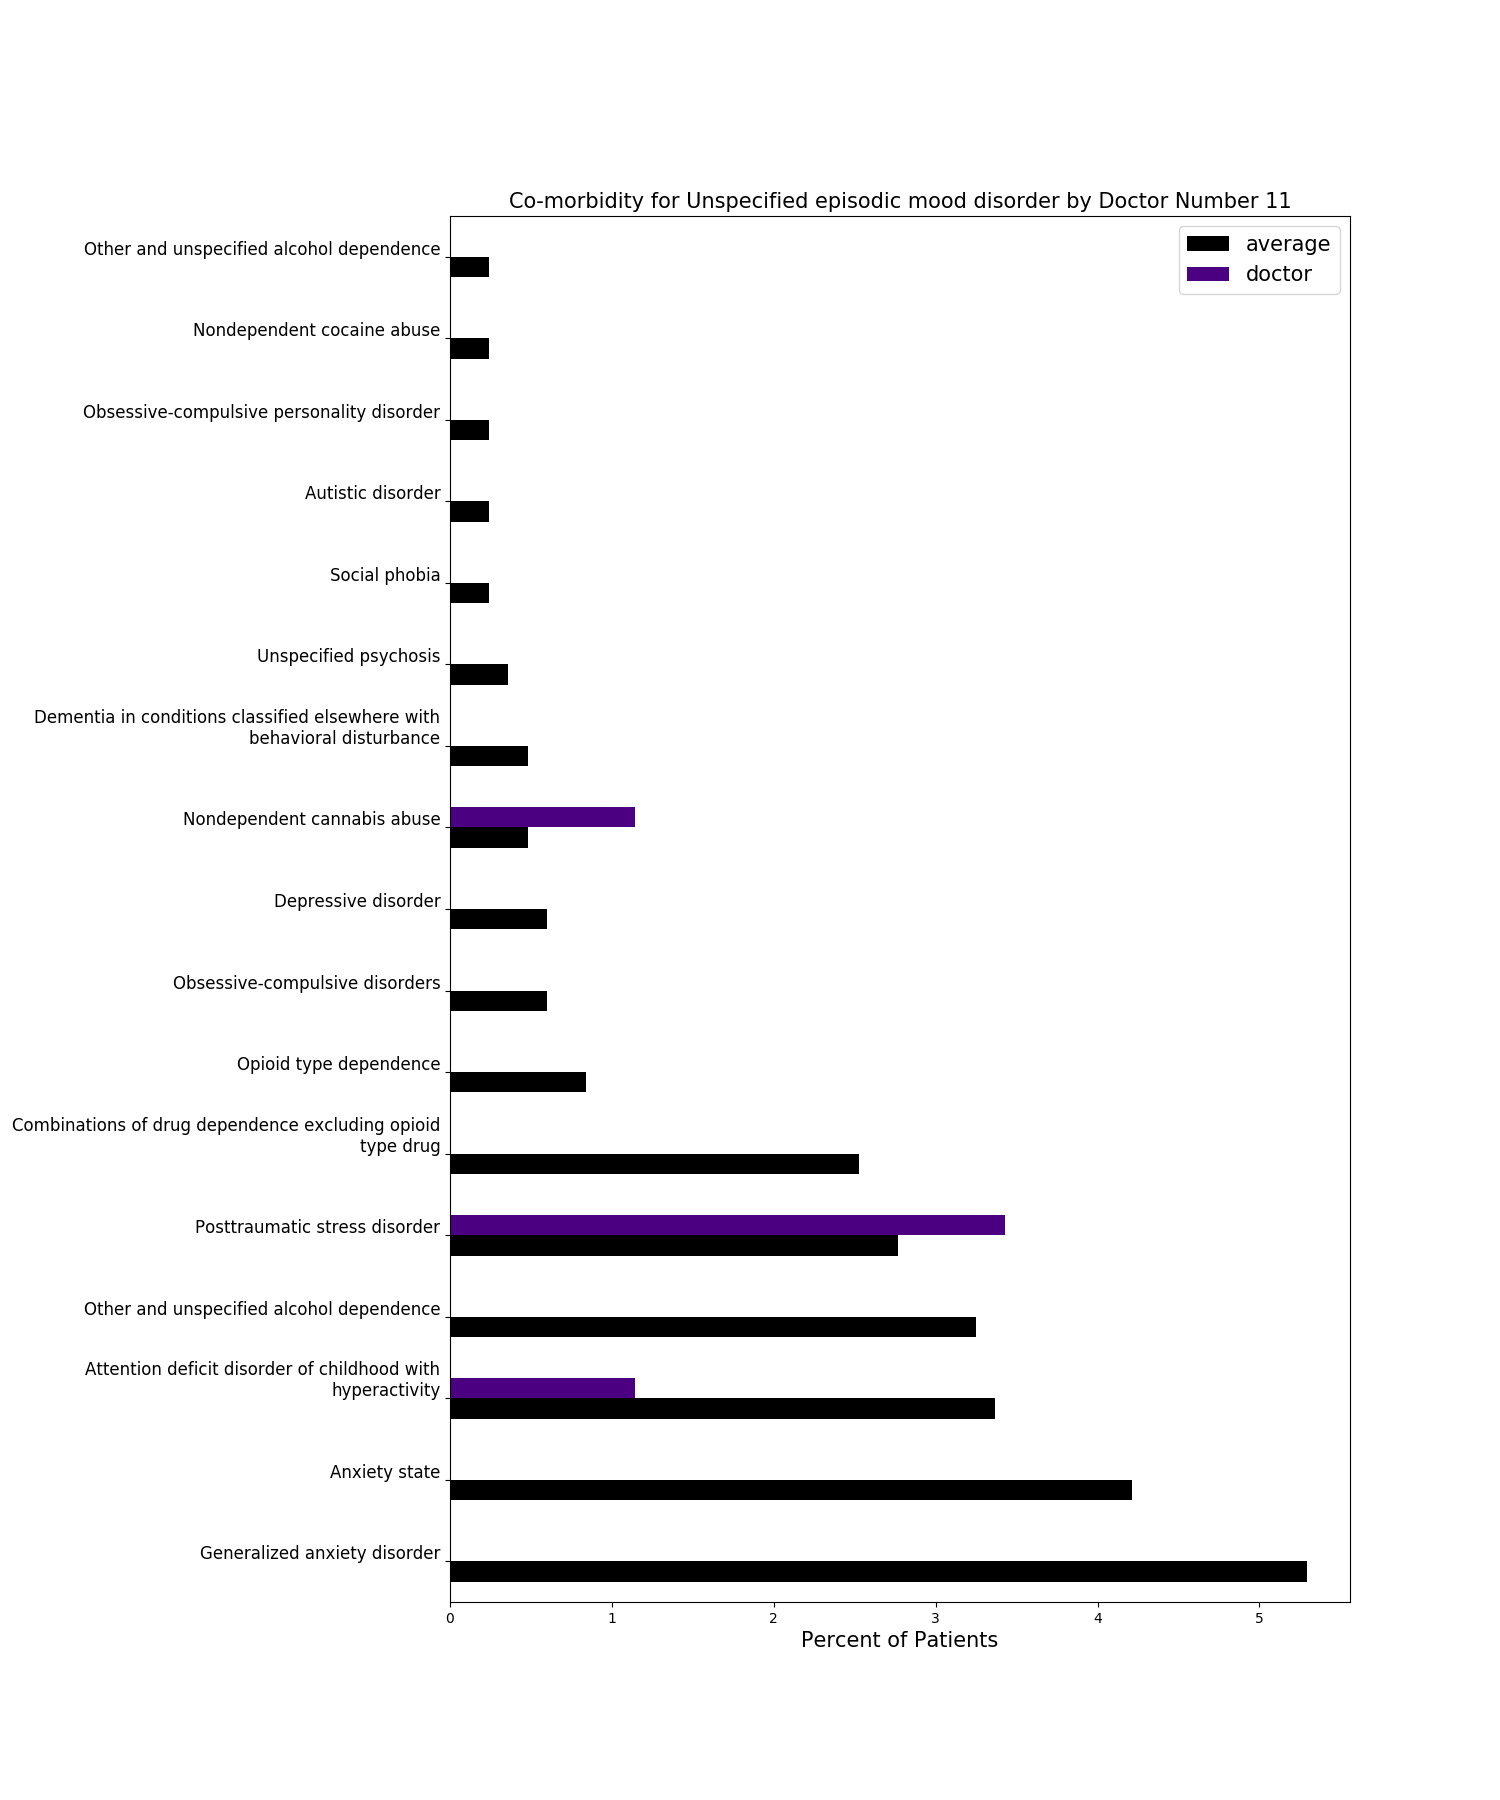 Co-morbidity for Unspecified episodic mood disorder by Doctor Number 11
average
doctor
Other and unspecified alcohol dependence
Nondependent cocaine abuse
Obsessive-compulsive personality disorder
Autistic disorder
Social phobia
Unspecified psychosis
Dementia in conditions classified elsewhere with
behavioral disturbance
Nondependent cannabis abuse
Depressive disorder
Obsessive-compulsive disorders
Opioid type dependence
Combinations of drug dependence excluding opioid
type drug
Posttraumatic stress disorder
Other and unspecified alcohol dependence
Attention deficit disorder of childhood with
hyperactivity
Anxiety state
Generalized anxiety disorder
0 1 2 3 4 5
Percent of Patients